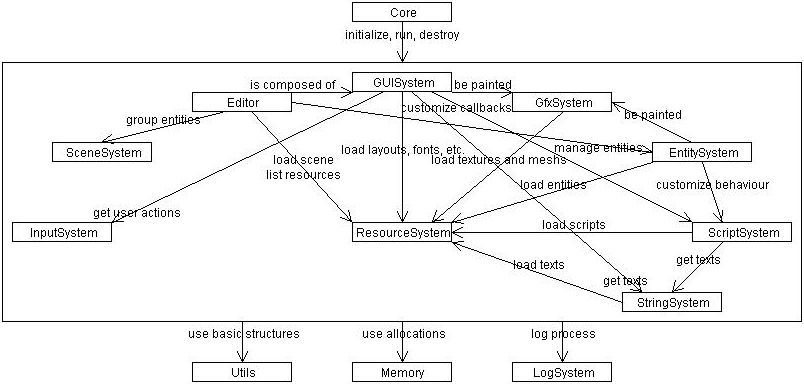 Core
initialize, run, destroy
is composed of
GUISystem
be painted
Editor
customize callbacks
GfxSystem
group entities
be painted
SceneSystem
load scene
list resources
load layouts, fonts, etc.
load textures and meshs
manage entities
EntitySystem
load entities
customize behaviour
get user actions
InputSystem
ResourceSystem
load scripts
ScriptSystem
load texts
get texts
get texts
StringSystem
use basic structures
use allocations
log process
Utils
Memory
LogSystem